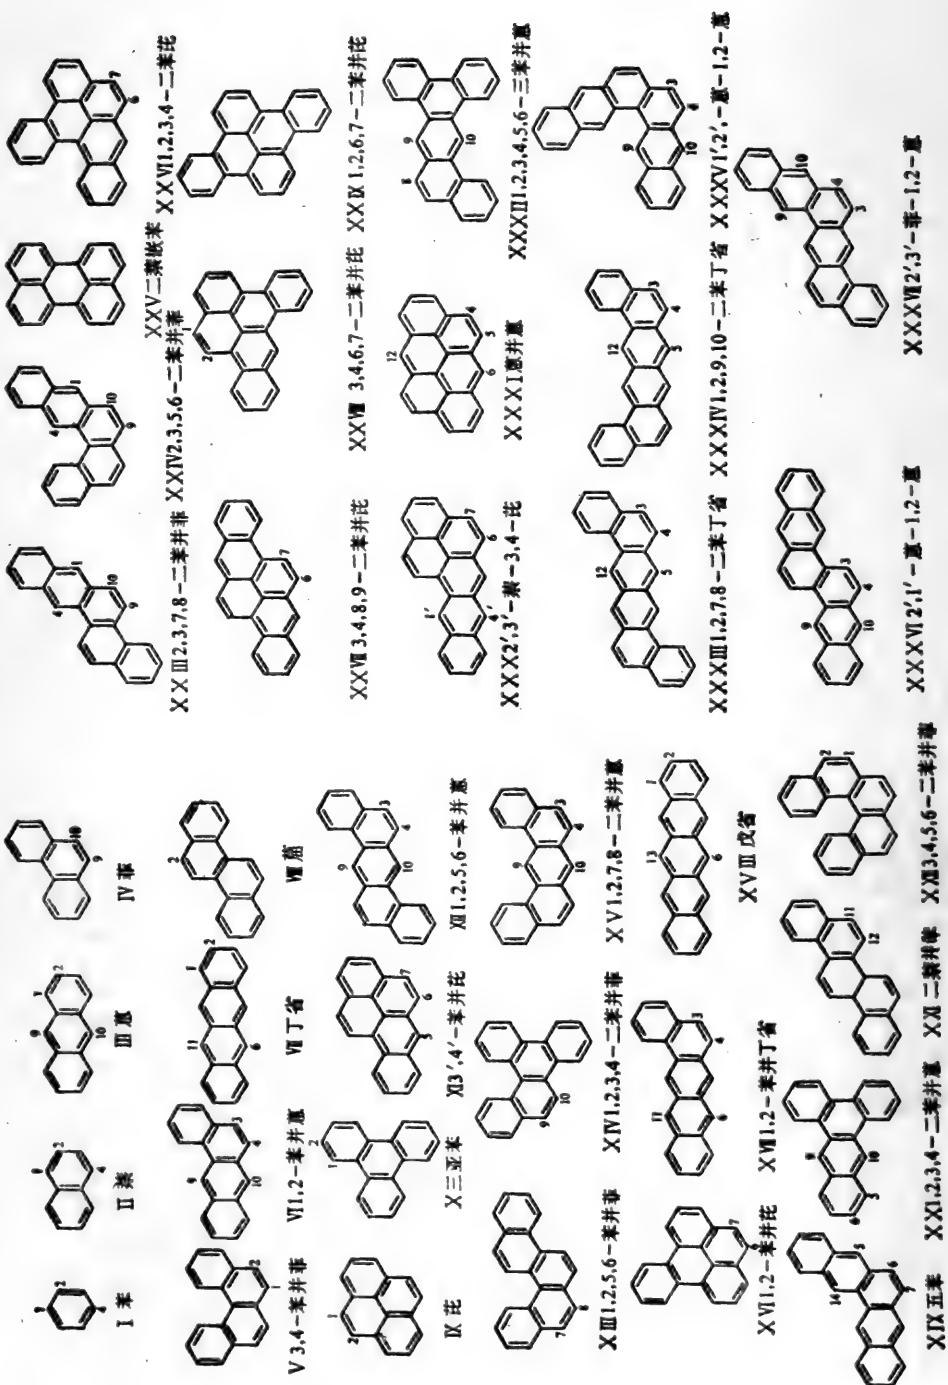 I 苯
II 萘
III 蒽
IV 菲
V 3,4-苯并菲
VI 1,2-苯并蒽
VII 丁省
VIII
IX 芘
X 三亚苯
XI 3′,4′-苯并芘
XII 1,2,5,6-苯并蒽
XIII 1,2,5,6-苯并菲
XIV 1,2,3,4-二苯并菲
XV 1,2,7,8-二苯并蒽
XVI 1,2-苯并芘
XVII 1,2-苯并丁省
XVIII 戊省
XIX 五苯
XX 1,2,3,4-二苯并蒽
XXI 二萘并
XXII 3,4,5,6-二苯并菲
XXIII 2,3,7,8-二苯并菲
XXIV 2,3,5,6-二苯并菲
XXV 二萘嵌苯
XXVI 1,2,3,4-二苯芘
XXVII 3,4,8,9-二苯并芘
XXVIII 3,4,6,7-二苯并芘
XXIX 1,2,6,7-二苯并芘
XXX 2′,3′-萘-3,4-芘
XXXI 蒽并蒽
XXXII 1,2,3,4,5,6-三苯并蒽
XXXIII 1,2,7,8-二苯丁省
XXXIV 1,2,9,10-二苯丁省
XXXV 1′,2′,-蒽-1,2-蒽
XXXVI 2′,1′-蒽-1,2-蒽
XXXVII 2′,3′-菲-1,2-蒽